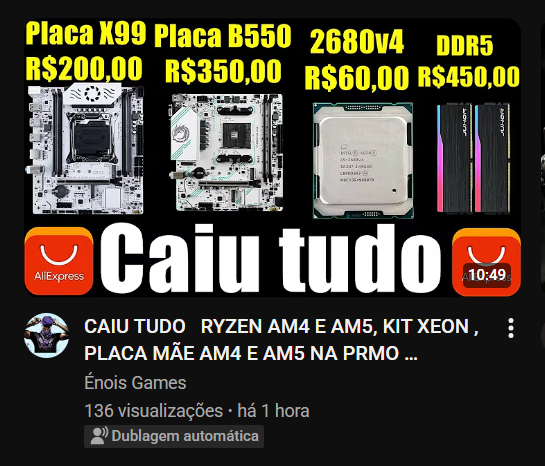 Placa X99 Placa B550 2680v4 DDR5
R$200,00 R$350,00 R$60,00 R$450,00
INTEL XEON
Caiu tudo
AliExpress
10:49
CAIU TUDO RYZEN AM4 E AM5, KIT XEON ,
PLACA MÃE AM4 E AM5 NA PRMO ...
Énois Games
136 visualizações · há 1 hora
Dublagem automática